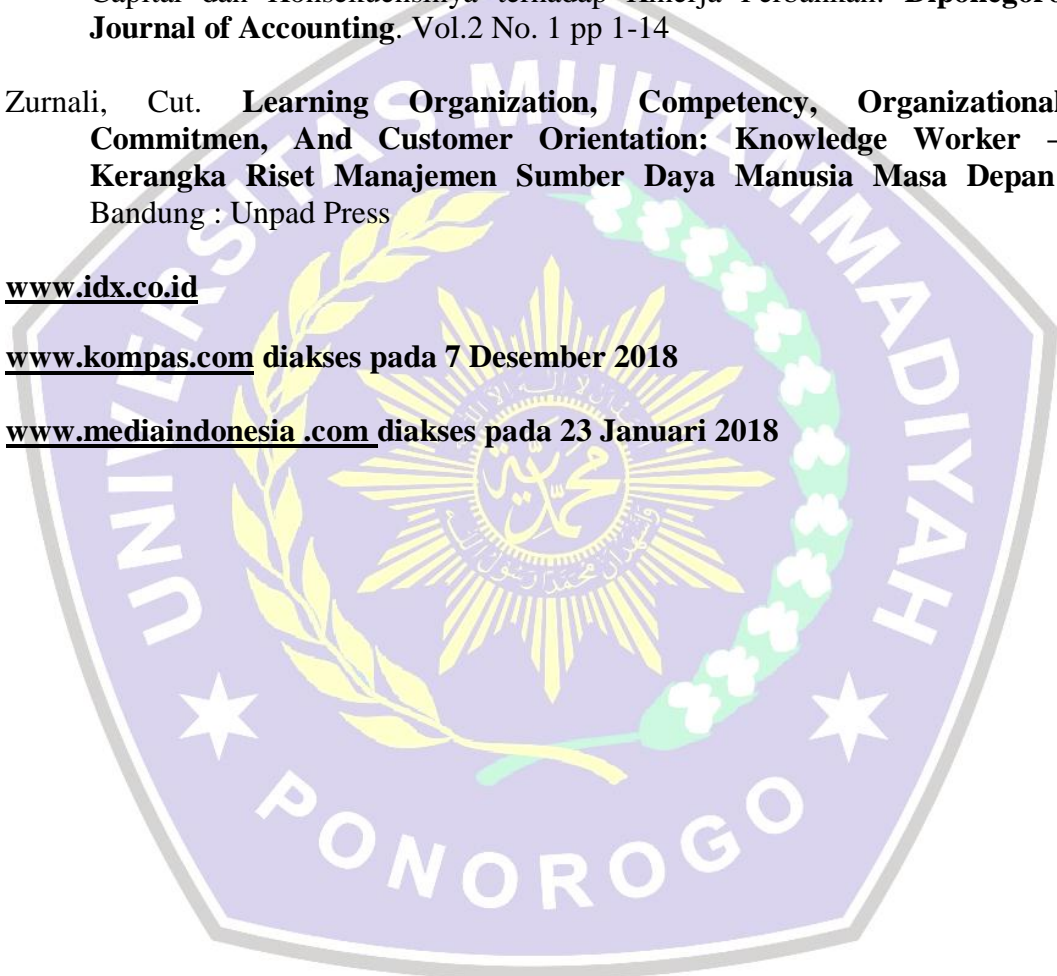 Capital dan Konsekuensinya terhadap Kinerja Perbankan. Diponegoro
Journal of Accounting. Vol.2 No. 1 pp 1-14
Zurnali, Cut. Learning Organization, Competency, Organizational
Commitmen, And Customer Orientation: Knowledge Worker –
Kerangka Riset Manajemen Sumber Daya Manusia Masa Depan
Bandung : Unpad Press
www.idx.co.id
www.kompas.com diakses pada 7 Desember 2018
www.mediaindonesia .com diakses pada 23 Januari 2018
UNIVERSITAS MUHAMMADIYAH
PONOROGO
محمدية